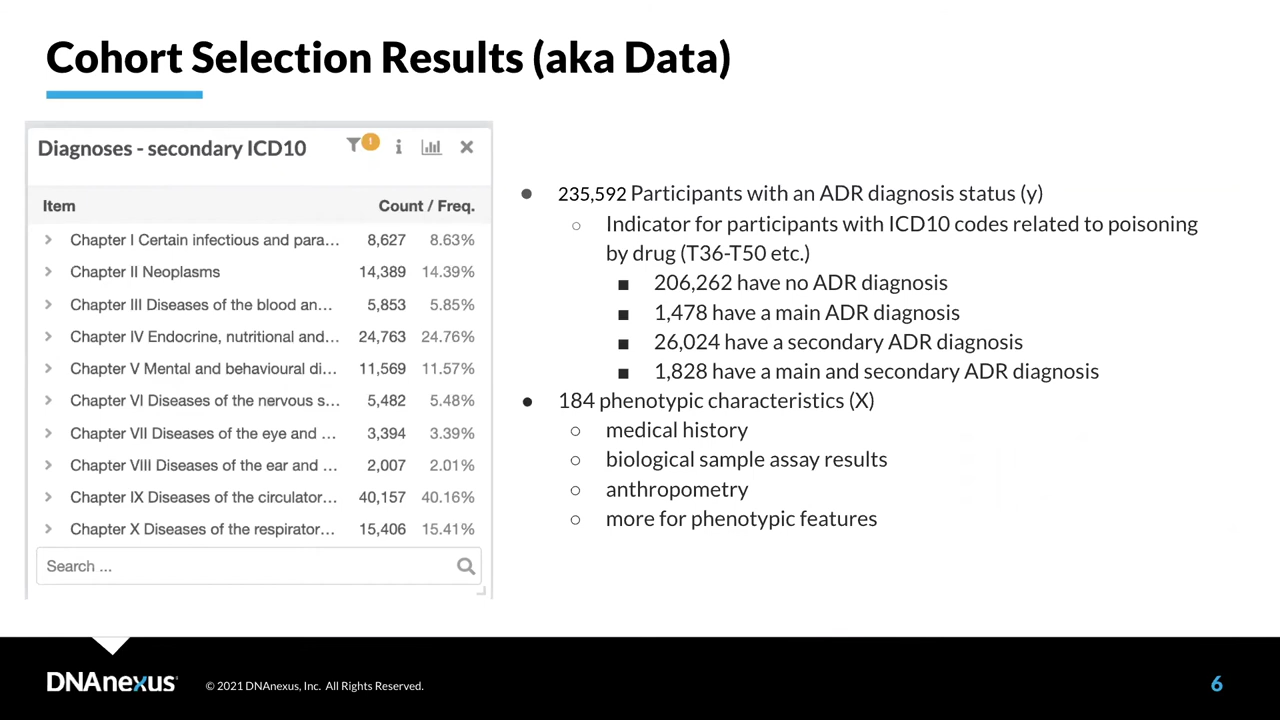 Cohort Selection Results (aka Data)
Diagnoses - secondary ICD10
1
Item Count / Freq.
Chapter I Certain infectious and para... 8,627 8.63%
Chapter II Neoplasms 14,389 14.39%
Chapter III Diseases of the blood an... 5,853 5.85%
Chapter IV Endocrine, nutritional and... 24,763 24.76%
Chapter V Mental and behavioural di... 11,569 11.57%
Chapter VI Diseases of the nervous s... 5,482 5.48%
Chapter VII Diseases of the eye and ... 3,394 3.39%
Chapter VIII Diseases of the ear and ... 2,007 2.01%
Chapter IX Diseases of the circulator... 40,157 40.16%
Chapter X Diseases of the respirator... 15,406 15.41%
Search ...
● 235,592 Participants with an ADR diagnosis status (y)
○ Indicator for participants with ICD10 codes related to poisoning
by drug (T36-T50 etc.)
■ 206,262 have no ADR diagnosis
■ 1,478 have a main ADR diagnosis
■ 26,024 have a secondary ADR diagnosis
■ 1,828 have a main and secondary ADR diagnosis
● 184 phenotypic characteristics (X)
○ medical history
○ biological sample assay results
○ anthropometry
○ more for phenotypic features
DNAnexus
© 2021 DNAnexus, Inc. All Rights Reserved.
6